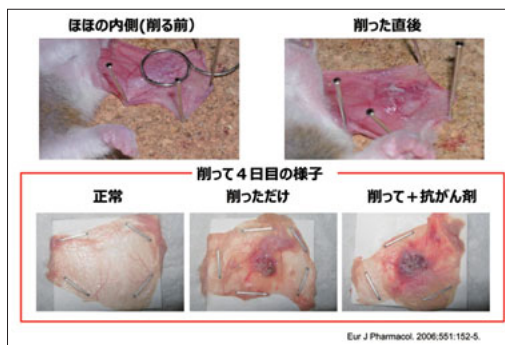 ほほの内側(削る前)
削った直後
削って4日目の様子
正常
削っただけ
削って+抗がん剤
Eur J Pharmacol. 2006;551:152-5.